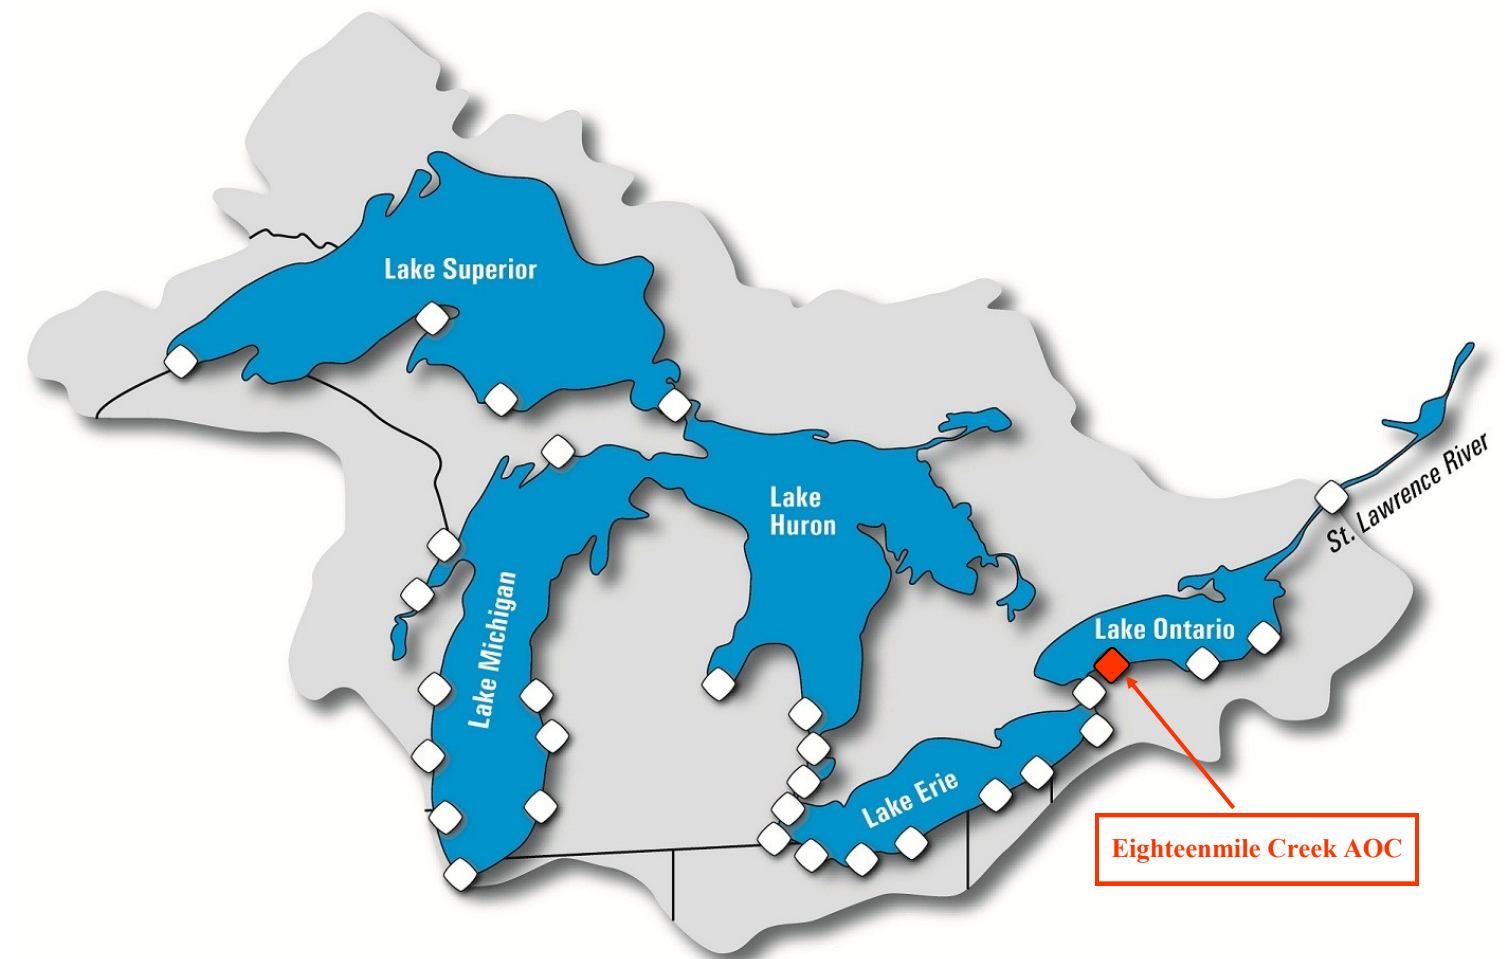 Lake Superior
Lake
Huron
St. Lawrence River
Lake Michigan
Lake Ontario
Lake Erie
Eighteenmile Creek AOC